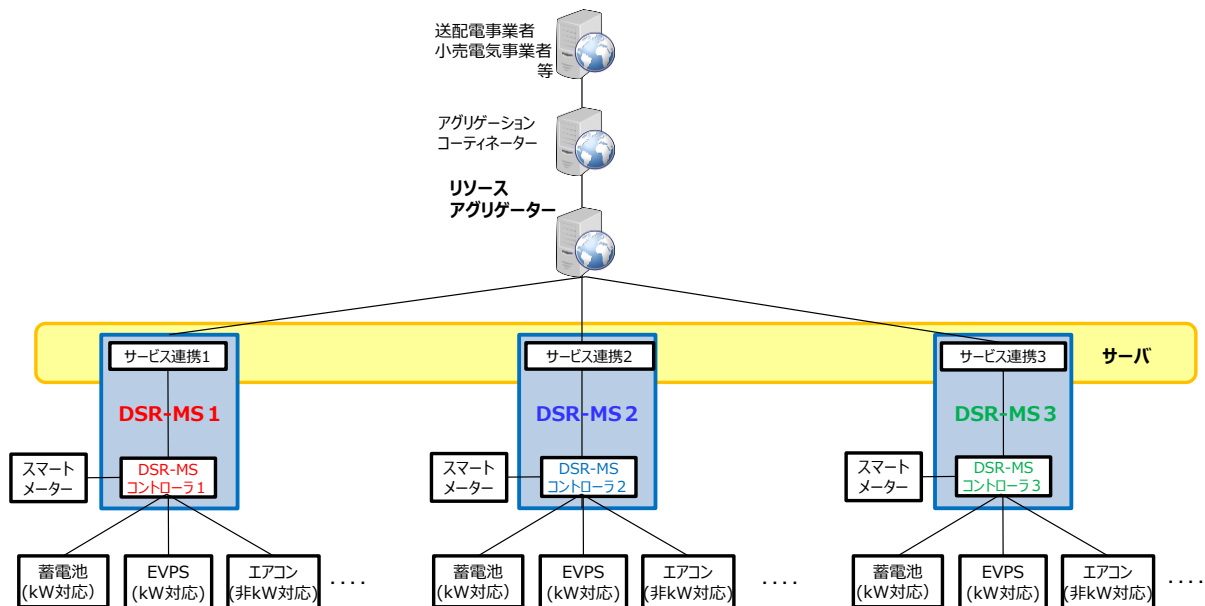 送配電事業者
小売電気事業者
等
アグリゲーション
コーティネーター
リソース
アグリゲーター
サービス連携1
サービス連携2
サービス連携3
サーバ
DSR-MS 1
DSR-MS 2
DSR-MS 3
スマート
メーター
DSR-MS
コントローラ1
スマート
メーター
DSR-MS
コントローラ2
スマート
メーター
DSR-MS
コントローラ3
蓄電池
(kW対応)
EVPS
(kW対応)
エアコン
(非kW対応)
....
蓄電池
(kW対応)
EVPS
(kW対応)
エアコン
(非kW対応)
....
蓄電池
(kW対応)
EVPS
(kW対応)
エアコン
(非kW対応)
....